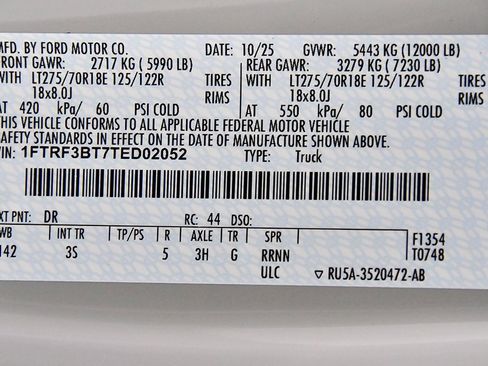 MFD. BY FORD MOTOR CO. DATE: 10/25 GVWR: 5443 KG (12000 LB)
FRONT GAWR: 2717 KG (5990 LB) REAR GAWR: 3279 KG (7230 LB)
WITH LT275/70R18E 125/122R TIRES WITH LT275/70R18E 125/122R TIRES
18x8.0J RIMS 18x8.0J RIMS
AT 420 kPa/ 60 PSI COLD AT 550 kPa/ 80 PSI COLD
THIS VEHICLE CONFORMS TO ALL APPLICABLE FEDERAL MOTOR VEHICLE
SAFETY STANDARDS IN EFFECT ON THE DATE OF MANUFACTURE SHOWN ABOVE.
VIN: 1FTRF3BT7TED02052 TYPE: Truck
EXT PNT: DR RC: 44 DSO:
WB INT TR TP/PS R AXLE TR SPR F1354
142 3S 5 3H G RRNN T0748
ULC RU5A-3520472-AB